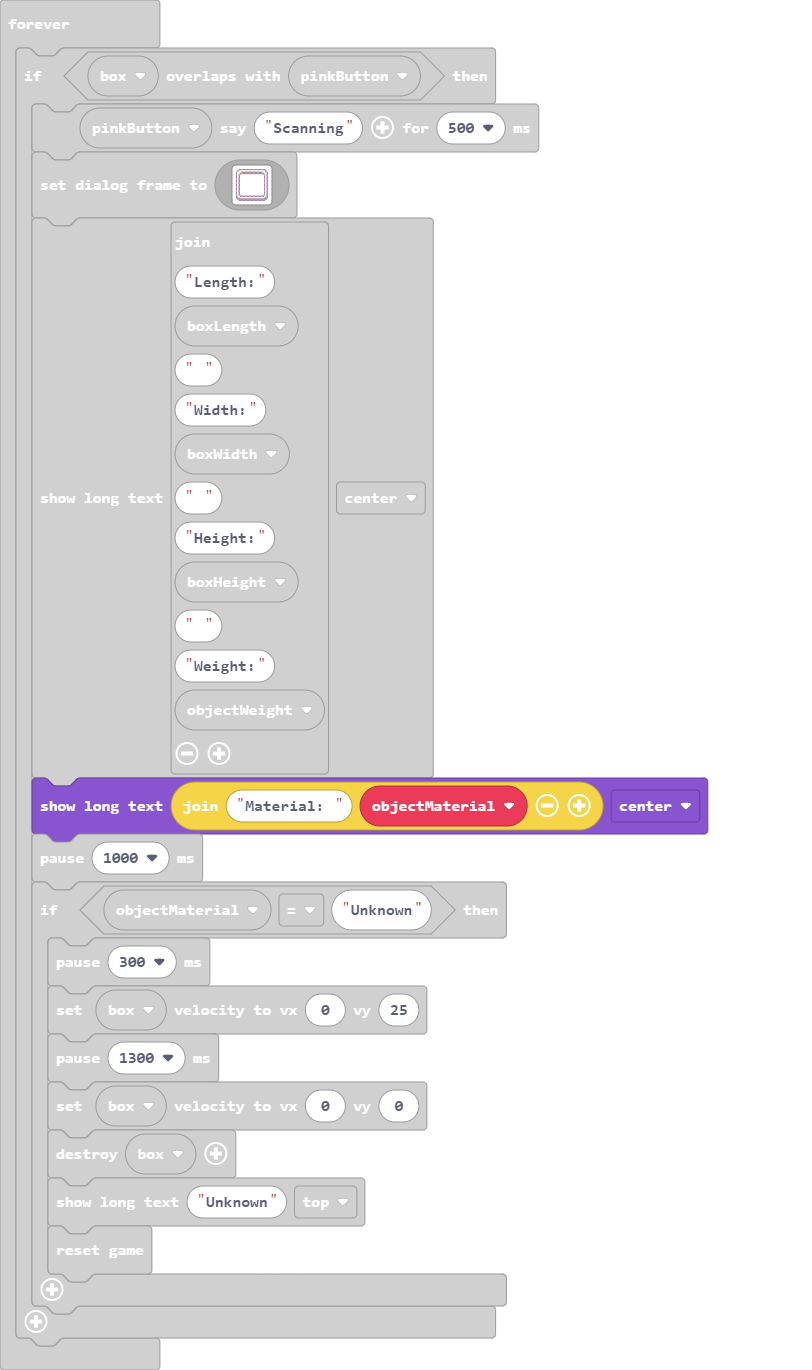 forever
if box overlaps with pinkButton then
pinkButton say "Scanning" for 500 ms
set dialog frame to
join
"Length:"
boxLength
" "
"Width:"
boxWidth
show long text " " center
"Height:"
boxHeight
" "
"Weight:"
objectWeight
show long text join "Material: " objectMaterial center
pause 1000 ms
if objectMaterial = "Unknown" then
pause 300 ms
set box velocity to vx 0 vy 25
pause 1300 ms
set box velocity to vx 0 vy 0
destroy box
show long text "Unknown" top
reset game